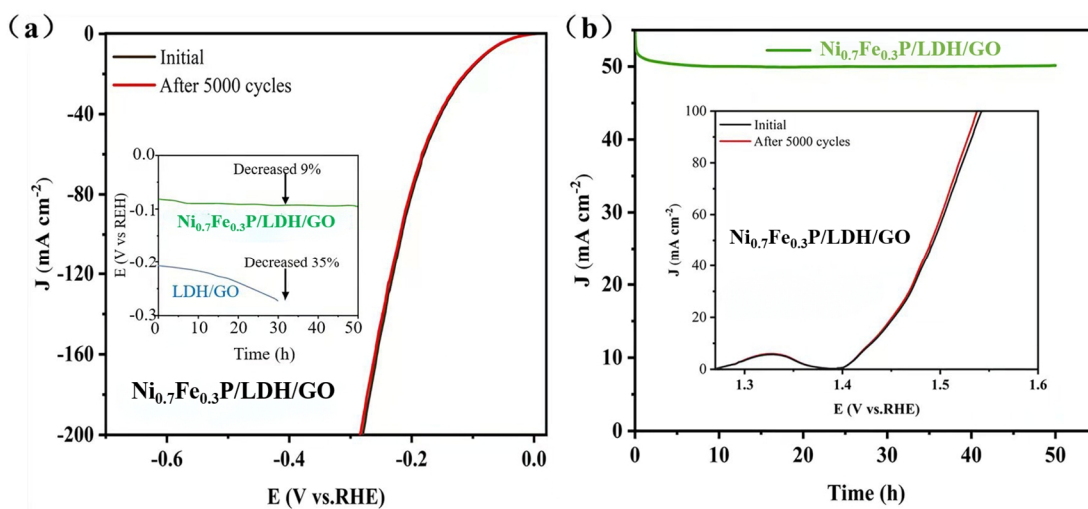 (a)
Initial
After 5000 cycles
J (mA cm⁻²)
0
-40
-80
-120
-160
-200
-0.6
-0.4
-0.2
0.0
E (V vs.RHE)
Ni₀.₇Fe₀.₃P/LDH/GO
E (V vs REH)
0.0
-0.1
-0.2
-0.3
Decreased 9%
Ni₀.₇Fe₀.₃P/LDH/GO
Decreased 35%
LDH/GO
0
10
20
30
40
50
Time (h)
(b)
Ni₀.₇Fe₀.₃P/LDH/GO
J (mA cm⁻²)
50
40
30
20
10
0
0
10
20
30
40
50
Time (h)
Initial
After 5000 cycles
Ni₀.₇Fe₀.₃P/LDH/GO
J (mA cm⁻²)
100
80
60
40
20
0
1.3
1.4
1.5
1.6
E (V vs.RHE)